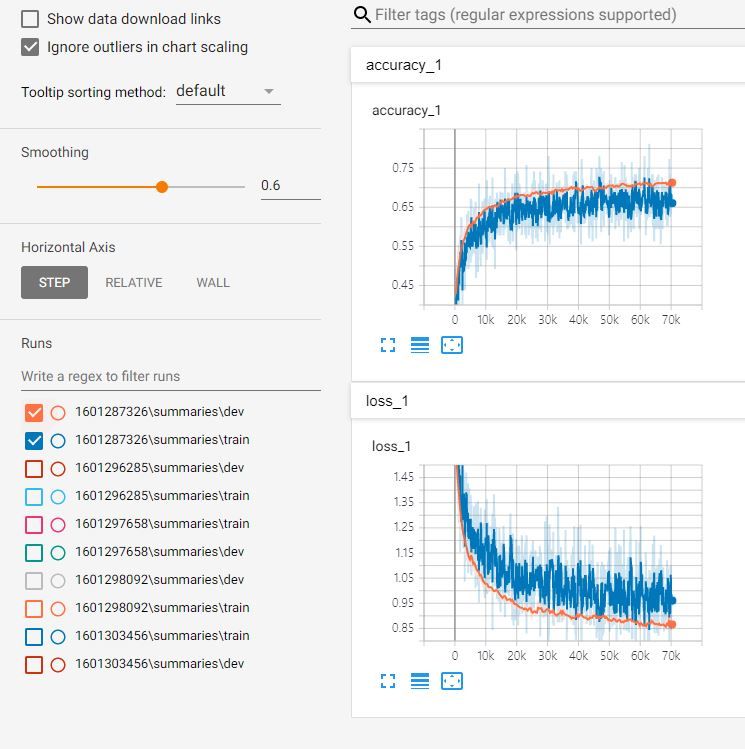 Show data download links
Ignore outliers in chart scaling
Tooltip sorting method: default
Smoothing
0.6
Horizontal Axis
STEP RELATIVE WALL
Runs
Write a regex to filter runs
1601287326\summaries\dev
1601287326\summaries\train
1601296285\summaries\dev
1601296285\summaries\train
1601297658\summaries\train
1601297658\summaries\dev
1601298092\summaries\dev
1601298092\summaries\train
1601303456\summaries\train
1601303456\summaries\dev
Filter tags (regular expressions supported)
accuracy_1
accuracy_1
0.75
0.65
0.55
0.45
0 10k 20k 30k 40k 50k 60k 70k
loss_1
loss_1
1.45
1.35
1.25
1.15
1.05
0.95
0.85
0 10k 20k 30k 40k 50k 60k 70k